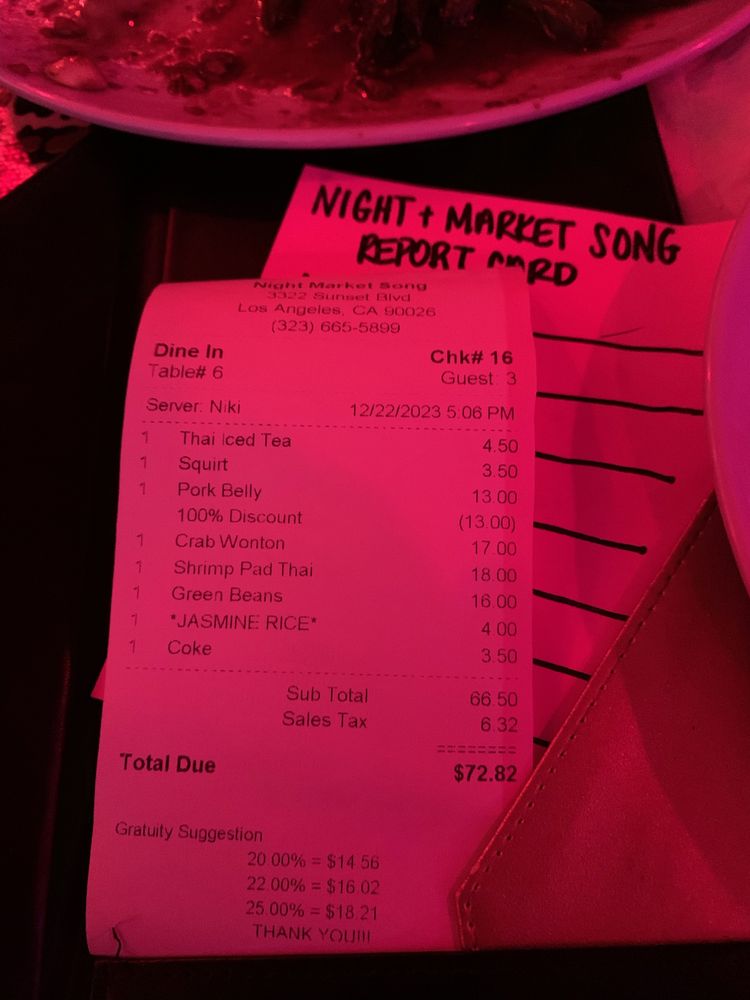 NIGHT + MARKET SONG
REPORT CARD
Night Market Song
3322 Sunset Blvd
Los Angeles, CA 90026
(323) 665-5899
Dine In Chk# 16
Table# 6 Guest: 3
Server: Niki 12/22/2023 5:06 PM
1 Thai Iced Tea 4.50
1 Squirt 3.50
1 Pork Belly 13.00
100% Discount (13.00)
1 Crab Wonton 17.00
1 Shrimp Pad Thai 18.00
1 Green Beans 16.00
1 *JASMINE RICE* 4.00
1 Coke 3.50
Sub Total 66.50
Sales Tax 6.32
========
Total Due $72.82
Gratuity Suggestion
20.00% = $14.56
22.00% = $16.02
25.00% = $18.21
THANK YOU!!!